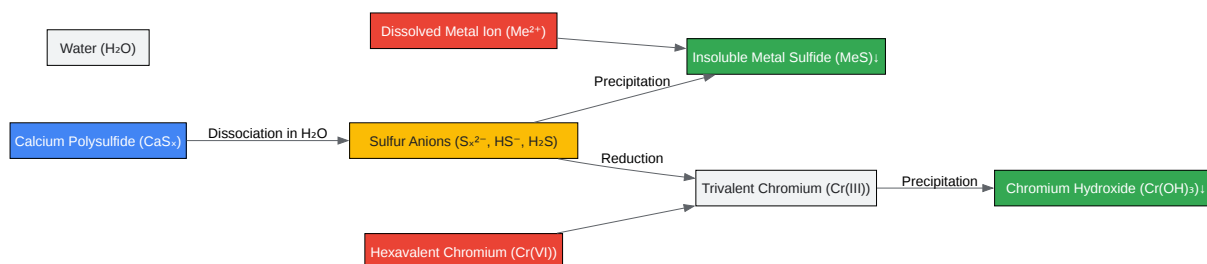 Dissolved Metal Ion (Me²⁺)
Water (H₂O)
Insoluble Metal Sulfide (MeS)↓
Precipitation
Calcium Polysulfide (CaSₓ)
Dissociation in H₂O
Sulfur Anions (Sₓ²⁻, HS⁻, H₂S)
Reduction
Trivalent Chromium (Cr(III))
Precipitation
Chromium Hydroxide (Cr(OH)₃)↓
Hexavalent Chromium (Cr(VI))